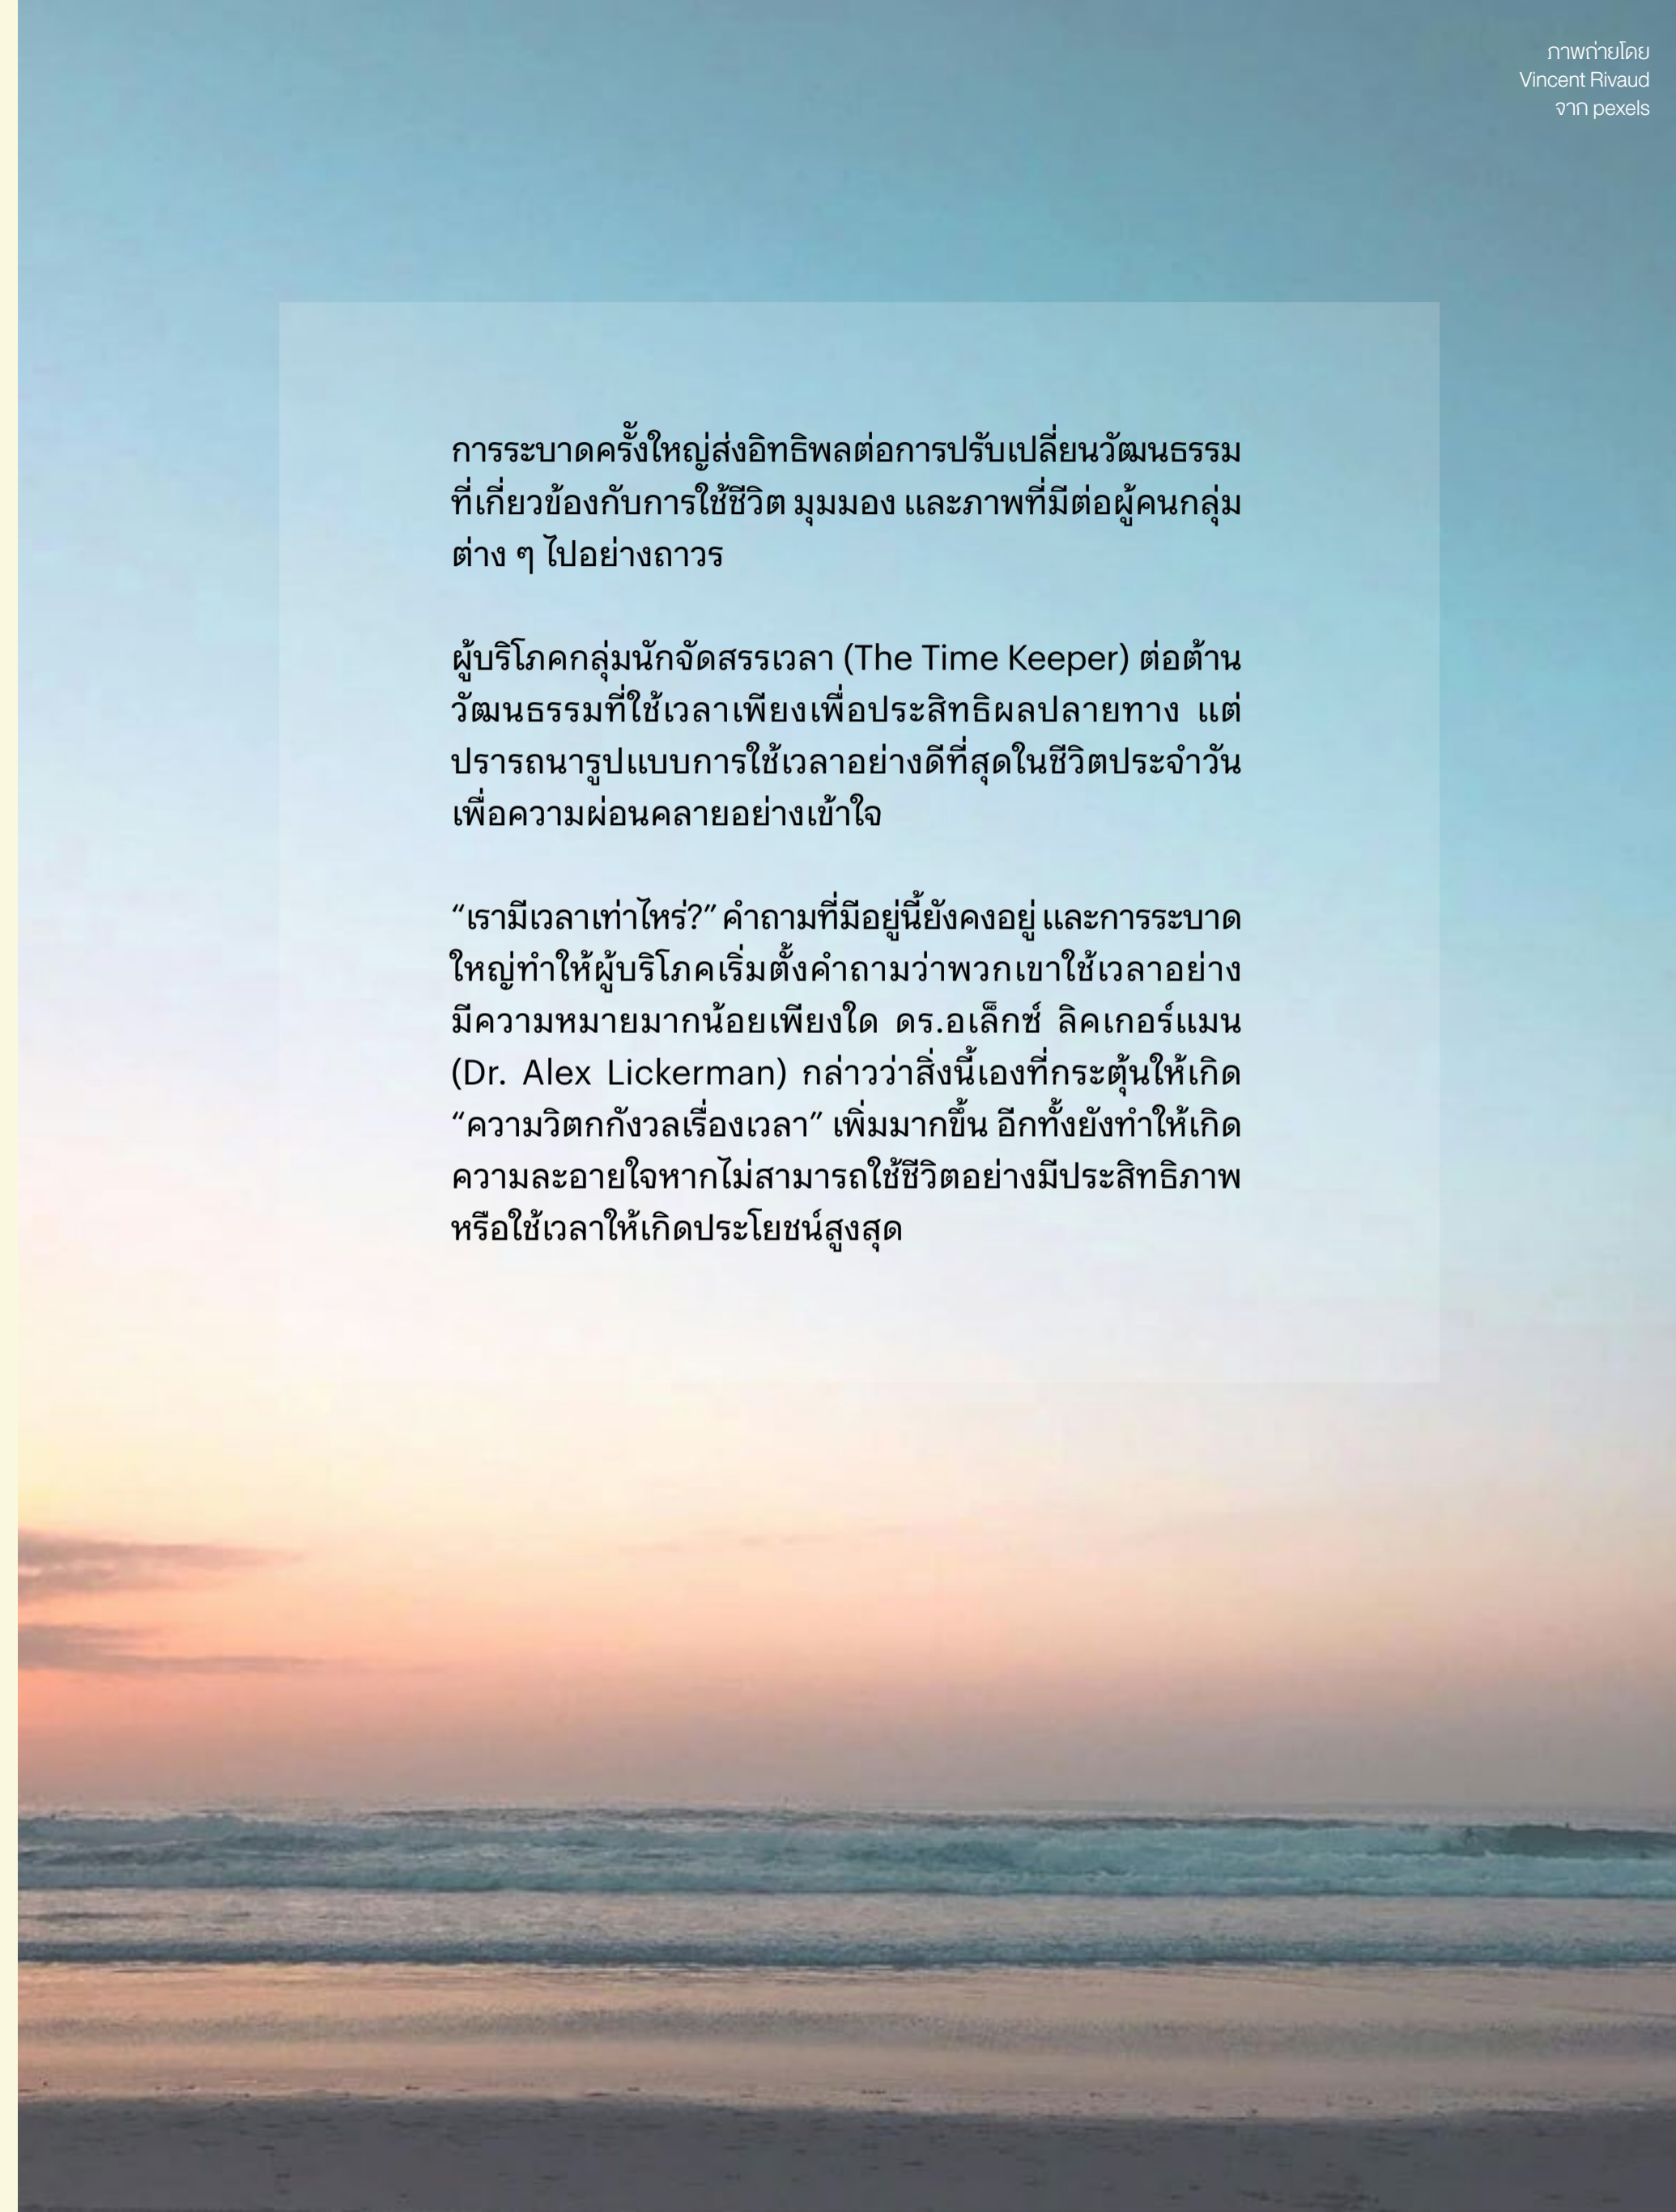 ภาพถ่ายโดย
Vincent Rivaud
จาก pexels
การระบาดครั้งใหญ่ส่งอิทธิพลต่อการปรับเปลี่ยนวัฒนธรรม
ที่เกี่ยวข้องกับการใช้ชีวิต มุมมอง และภาพที่มีต่อผู้คนกลุ่ม
ต่าง ๆ ไปอย่างถาวร
ผู้บริโภคกลุ่มนักจัดสรรเวลา (The Time Keeper) ต่อต้าน
วัฒนธรรมที่ใช้เวลาเพียงเพื่อประสิทธิผลปลายทาง แต่
ปรารถนารูปแบบการใช้เวลาอย่างดีที่สุดในชีวิตประจำวัน
เพื่อความผ่อนคลายอย่างเข้าใจ
“เรามีเวลาเท่าไหร่?” คำถามที่มีอยู่นี้ยังคงอยู่ และการระบาด
ใหญ่ทำให้ผู้บริโภคเริ่มตั้งคำถามว่าพวกเขาใช้เวลาอย่าง
มีความหมายมากน้อยเพียงใด ดร.อเล็กซ์ ลิคเกอร์แมน
(Dr. Alex Lickerman) กล่าวว่าสิ่งนี้เองที่กระตุ้นให้เกิด
“ความวิตกกังวลเรื่องเวลา” เพิ่มมากขึ้น อีกทั้งยังทำให้เกิด
ความละอายใจหากไม่สามารถใช้ชีวิตอย่างมีประสิทธิภาพ
หรือใช้เวลาให้เกิดประโยชน์สูงสุด